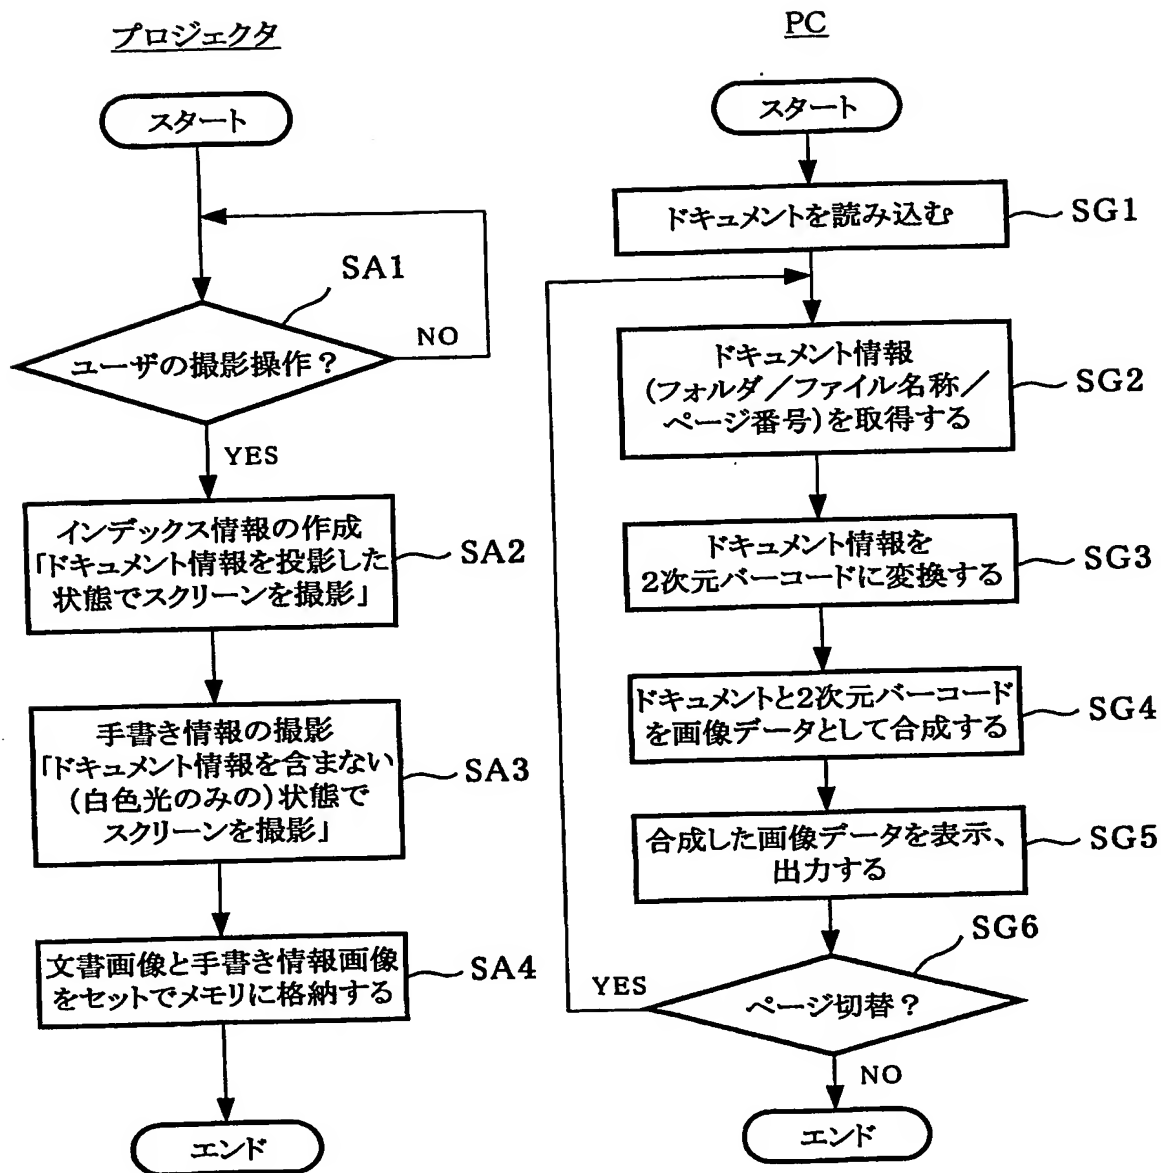 プロジェクタ
スタート
SA1
ユーザの撮影操作？
NO
YES
インデックス情報の作成
「ドキュメント情報を投影した
状態でスクリーンを撮影」
SA2
手書き情報の撮影
「ドキュメント情報を含まない
(白色光のみの)状態で
スクリーンを撮影」
SA3
文書画像と手書き情報画像
をセットでメモリに格納する
SA4
エンド
PC
スタート
ドキュメントを読み込む
SG1
ドキュメント情報
(フォルダ／ファイル名称／
ページ番号)を取得する
SG2
ドキュメント情報を
2次元バーコードに変換する
SG3
ドキュメントと2次元バーコード
を画像データとして合成する
SG4
合成した画像データを表示、
出力する
SG5
SG6
YES
ページ切替？
NO
エンド